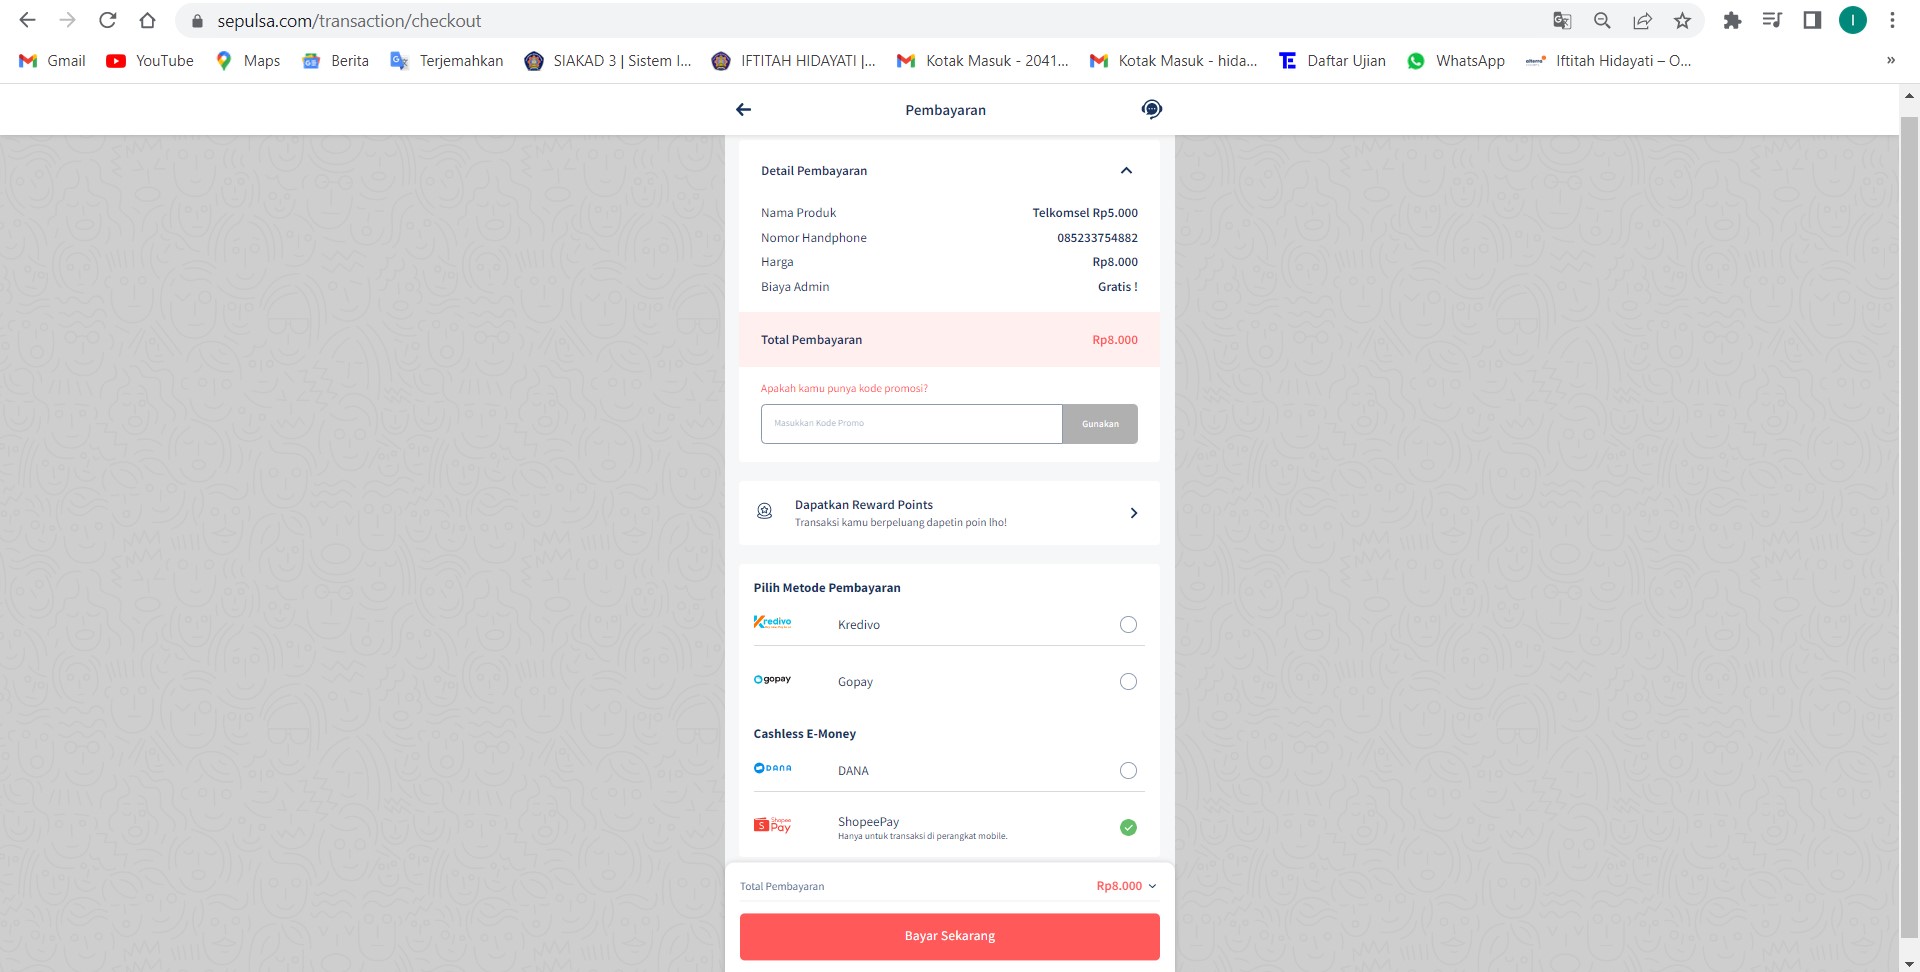 sepulsa.com/transaction/checkout
I
Gmail
YouTube
Maps
Berita
Terjemahkan
SIAKAD 3 | Sistem I...
IFTITAH HIDAYATI |...
Kotak Masuk - 2041...
Kotak Masuk - hida...
Daftar Ujian
WhatsApp
Iftitah Hidayati – O...
»
Pembayaran
Detail Pembayaran
Nama Produk Telkomsel Rp5.000
Nomor Handphone 085233754882
Harga Rp8.000
Biaya Admin Gratis !
Total Pembayaran Rp8.000
Apakah kamu punya kode promosi?
Masukkan Kode Promo Gunakan
Dapatkan Reward Points
Transaksi kamu berpeluang dapetin poin lho!
Pilih Metode Pembayaran
Kredivo Kredivo
gopay Gopay
Cashless E-Money
DANA DANA
Shopee Pay ShopeePay
Hanya untuk transaksi di perangkat mobile.
Total Pembayaran Rp8.000
Bayar Sekarang